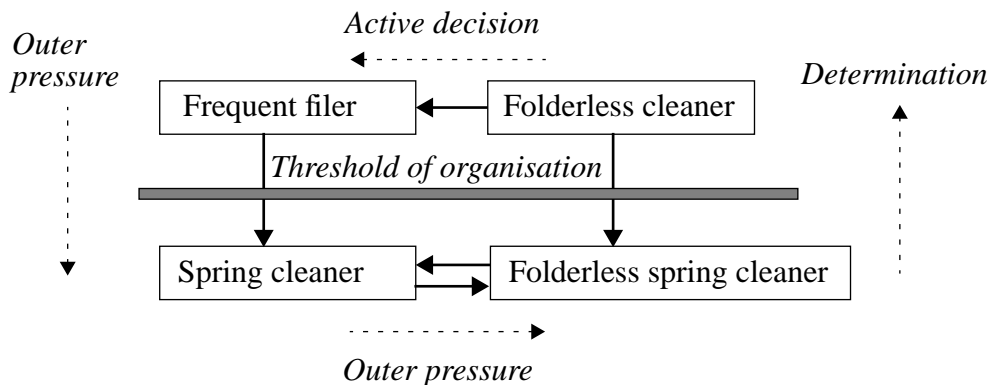 Active decision
Outer
pressure
Determination
Frequent filer
Folderless cleaner
Threshold of organisation
Spring cleaner
Folderless spring cleaner
Outer pressure